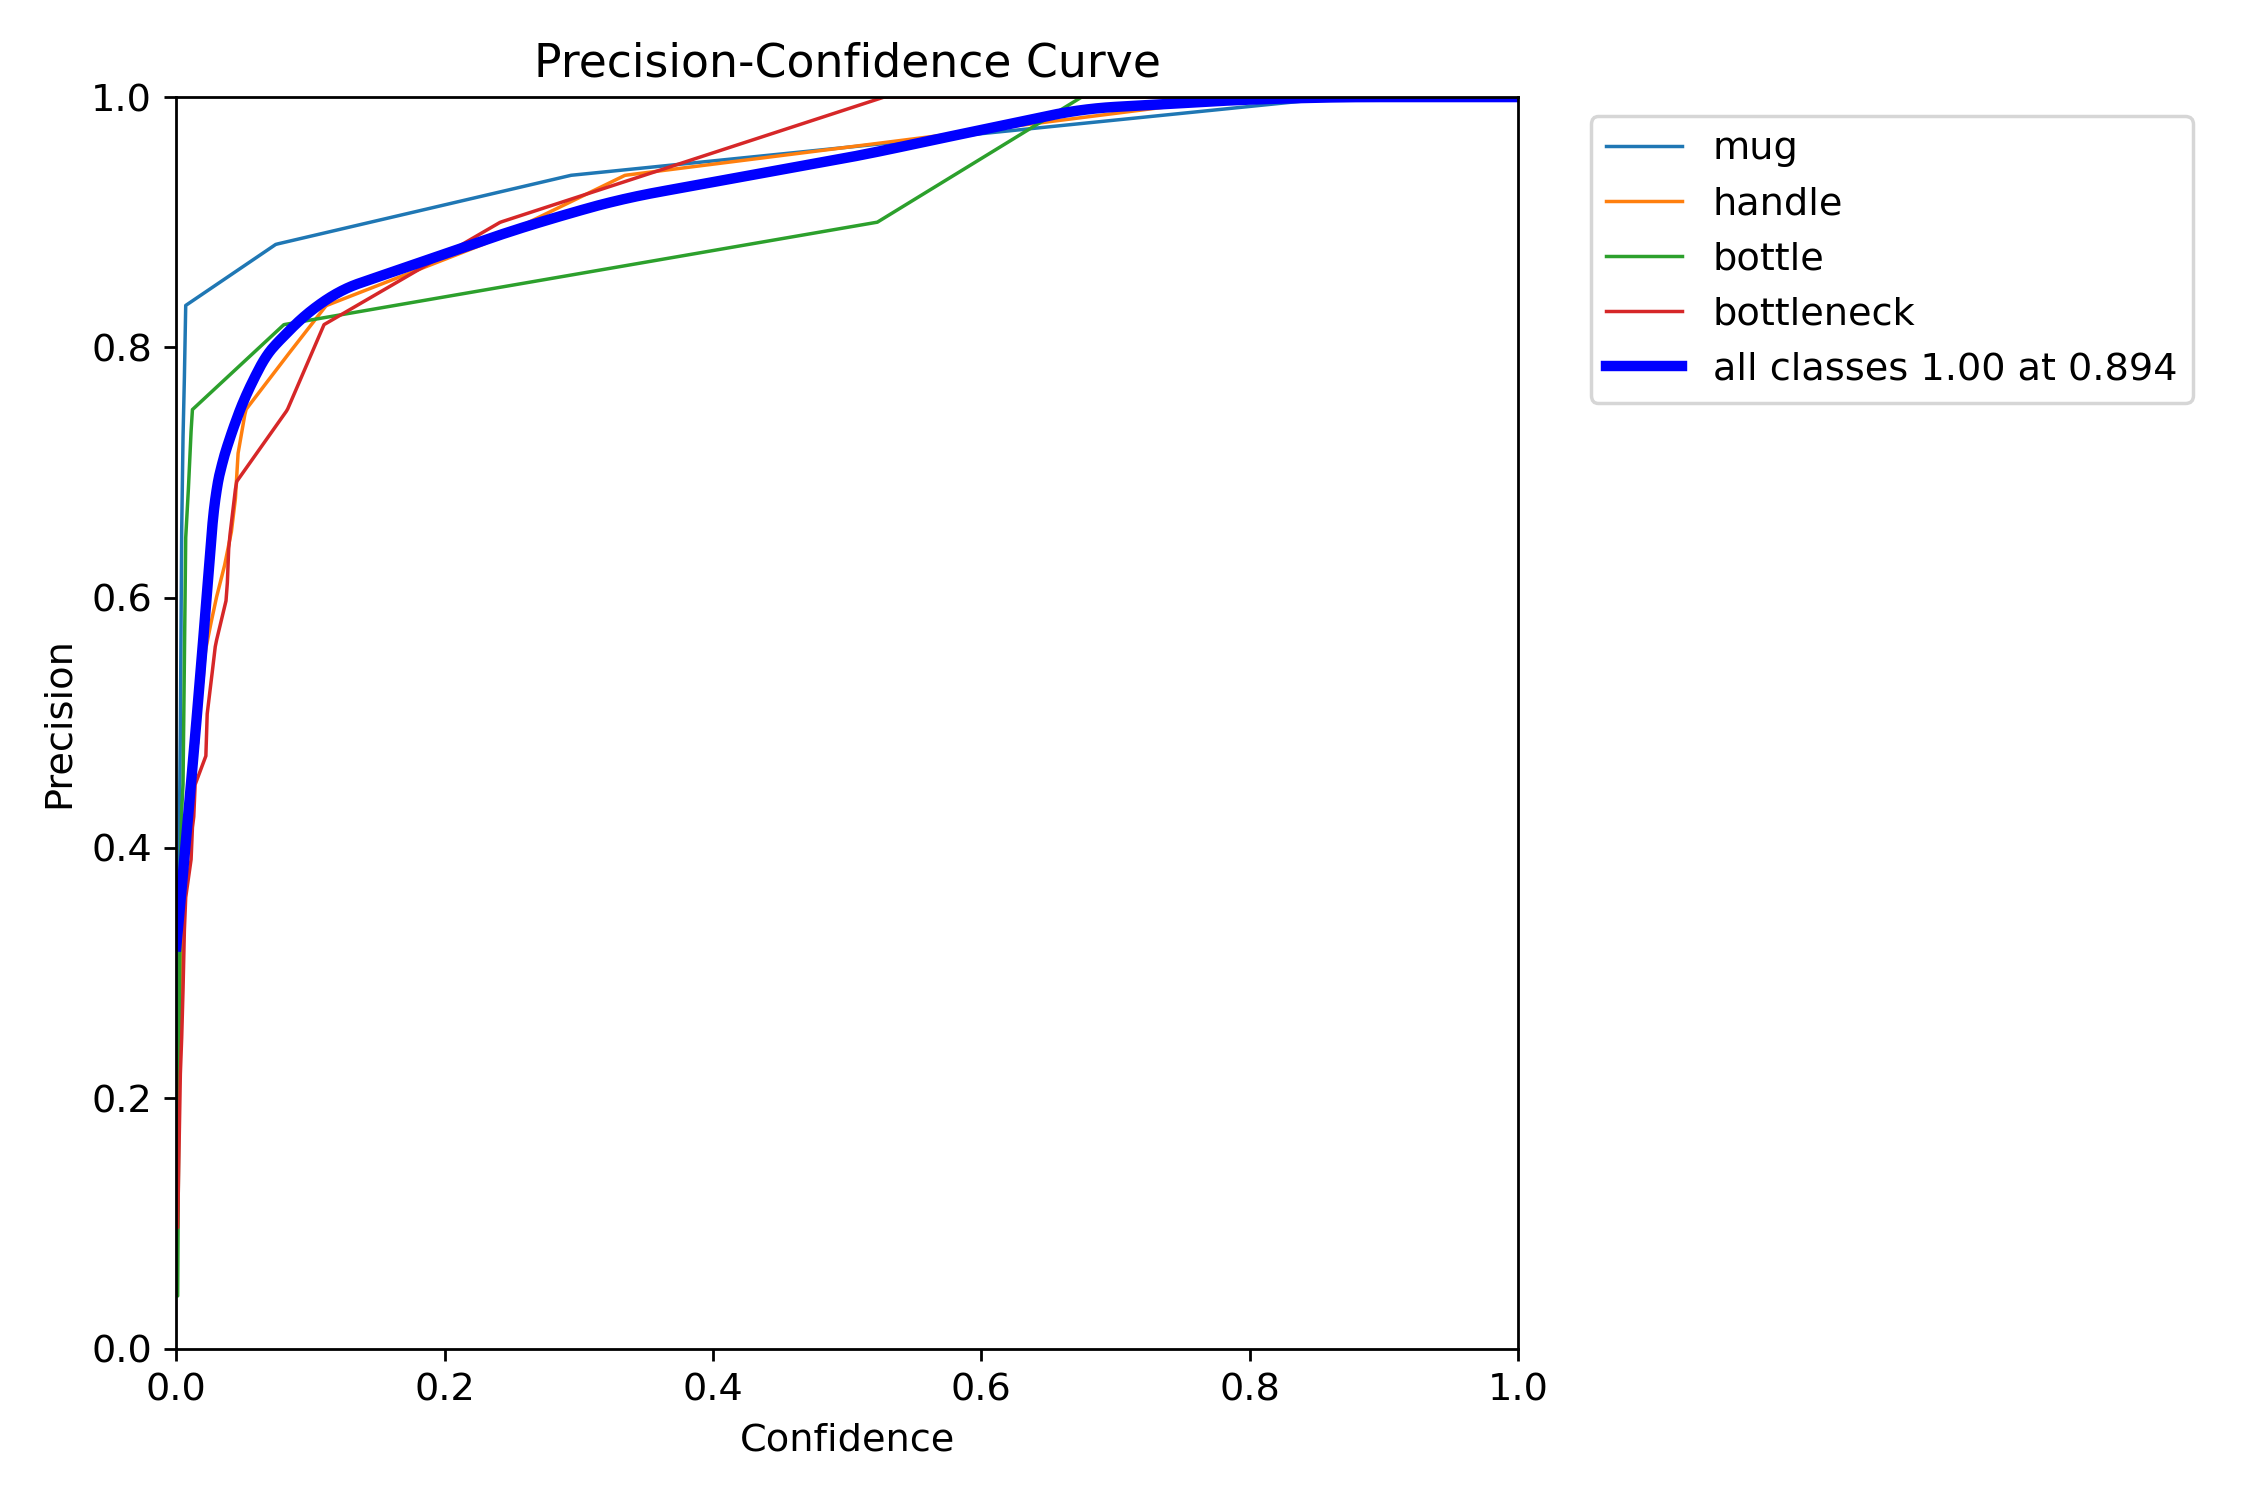 Precision-Confidence Curve
1.0
0.8
0.6
0.4
0.2
0.0
Precision
0.0 0.2 0.4 0.6 0.8 1.0
Confidence
mug
handle
bottle
bottleneck
all classes 1.00 at 0.894